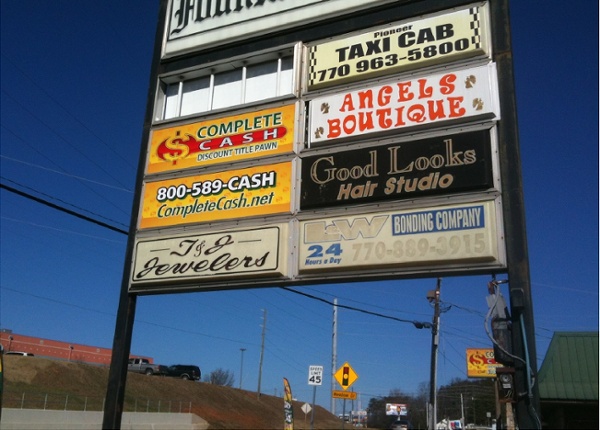 Pioneer
TAXI CAB
770 963-5800
ANGELS
BOUTIQUE
COMPLETE
$ CASH
DISCOUNT TITLE PAWN
Good Looks
Hair Studio
800-589-CASH
CompleteCash.net
BONDING COMPANY
24
Hours a Day
770-889-3915
J&J
Jewelers
SPEED
LIMIT
45